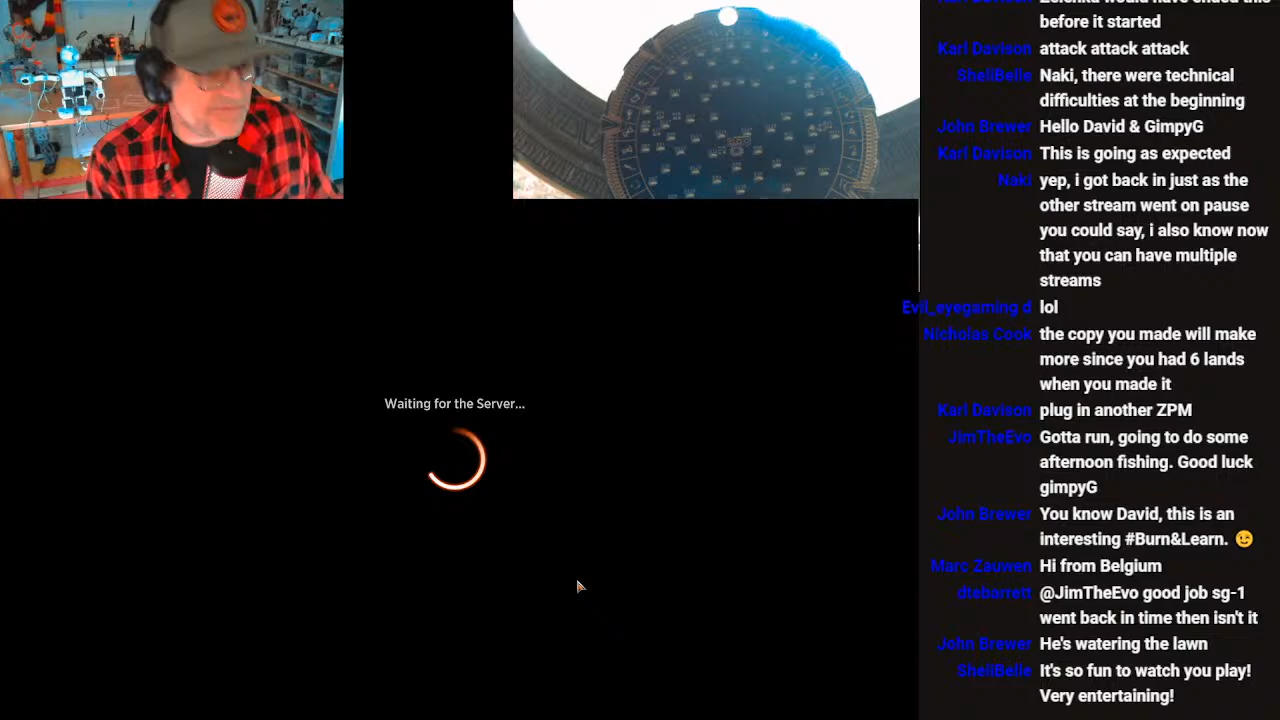 before it started
Karl Davison attack attack attack
ShellBelle Naki, there were technical
difficulties at the beginning
John Brewer Hello David & GimpyG
Karl Davison This is going as expected
Naki yep, i got back in just as the
other stream went on pause
you could say, i also know now
that you can have multiple
streams
Evil_eyegaming d lol
Nicholas Cook the copy you made will make
more since you had 6 lands
when you made it
Waiting for the Server...
Karl Davison plug in another ZPM
JimTheEvo Gotta run, going to do some
afternoon fishing. Good luck
gimpyG
John Brewer You know David, this is an
interesting #Burn&Learn. 😉
Marc Zauwen Hi from Belgium
dtebarrett @JimTheEvo good job sg-1
went back in time then isn't it
John Brewer He's watering the lawn
ShellBelle It's so fun to watch you play!
Very entertaining!